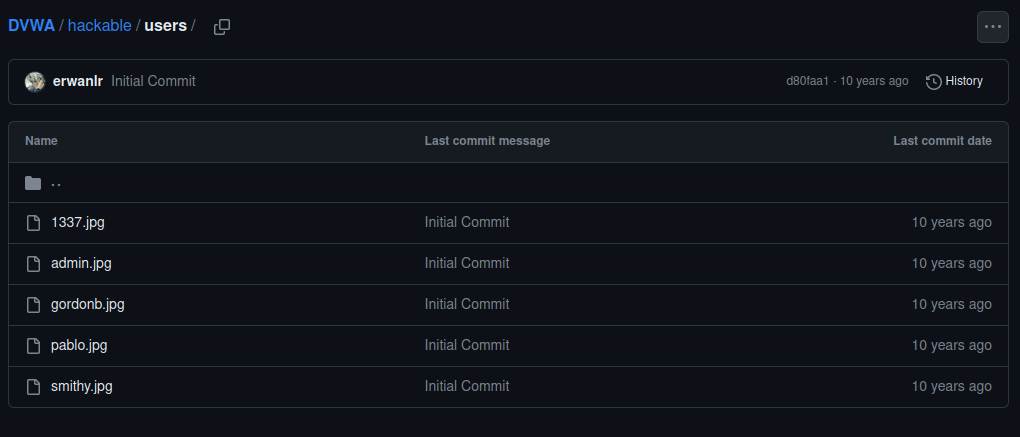 DVWA / hackable / users /
erwanlr Initial Commit d80faa1 · 10 years ago History
Name Last commit message Last commit date
..
1337.jpg Initial Commit 10 years ago
admin.jpg Initial Commit 10 years ago
gordonb.jpg Initial Commit 10 years ago
pablo.jpg Initial Commit 10 years ago
smithy.jpg Initial Commit 10 years ago